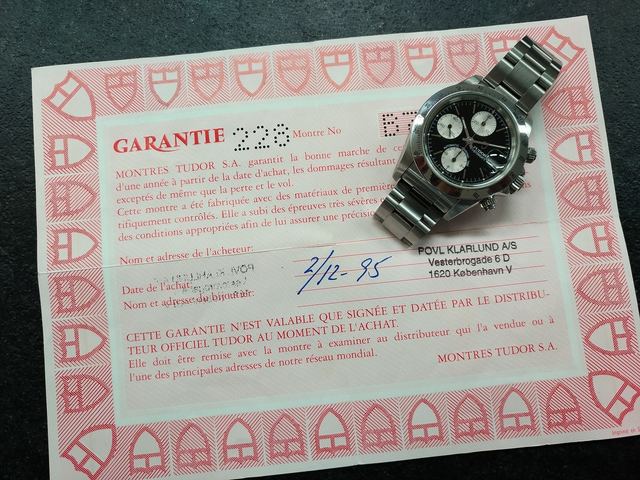 GARANTIE 228 Montre No
MONTRES TUDOR S.A. garantit la bonne marche de
d'une année à partir de la date d'achat, les dommages résultant
exceptés de même que la perte et le vol.
Cette montre a été fabriquée avec des matériaux de première
tifiquement contrôlés. Elle a subi des épreuves très sévères
des conditions appropriées afin de lui assurer une précision
Nom et adresse de l'acheteur:
POVL KLARLUND A/S
Vesterbrogade 6 D
1620 København V
Date de l'achat: 2/12-95
Nom et adresse du bijoutier:
CETTE GARANTIE N'EST VALABLE QUE SIGNÉE ET DATÉE PAR LE DISTRIBU-
TEUR OFFICIEL TUDOR AU MOMENT DE L'ACHAT.
Elle doit être remise avec la montre à examiner au distributeur qui l'a vendue ou à
l'une des principales adresses de notre réseau mondial.
MONTRES TUDOR S.A.